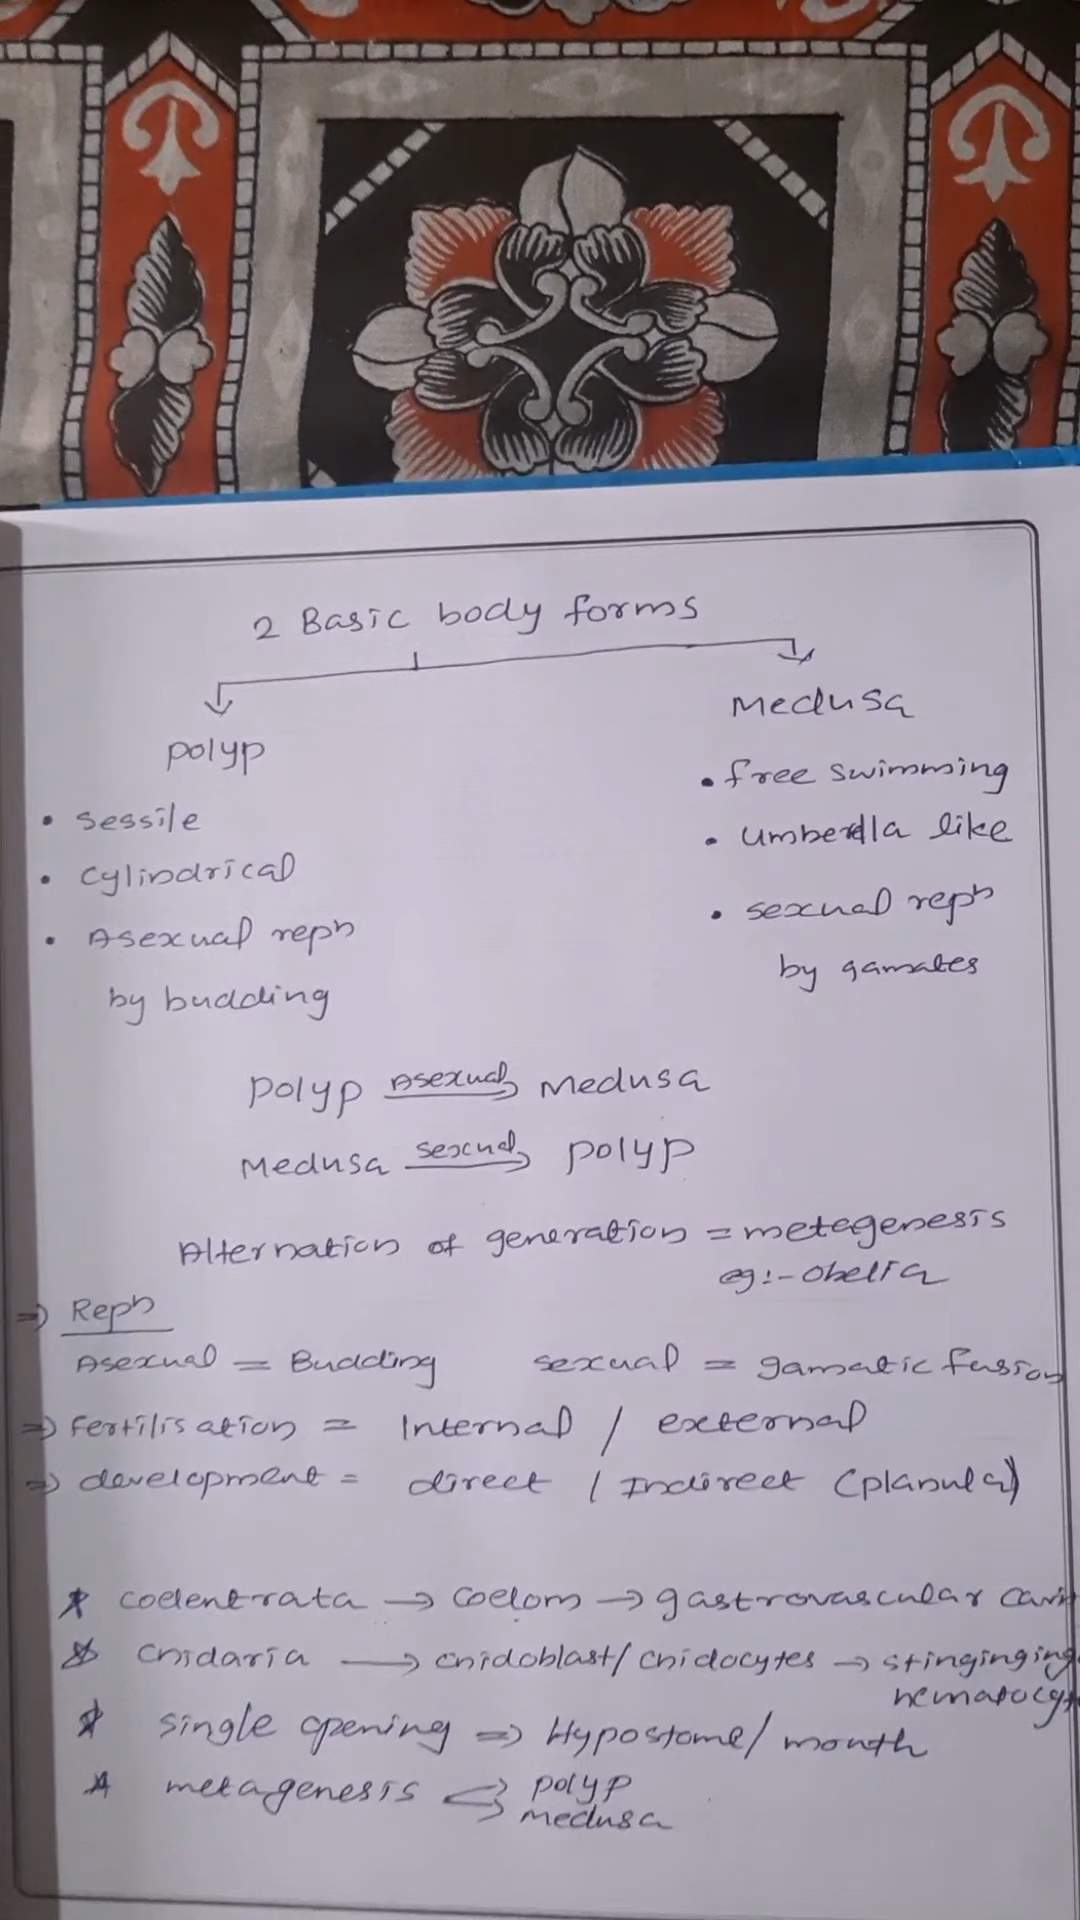 2 Basic body forms
Polyp
• sessile
• cylindrical
• Asexual repn
by budding
Medusa
• free swimming
• umberella like
• sexual repn
by gamates
Polyp Asexual Medusa
Medusa sexual polyp
Alternation of generation = metegenesis
eg:- Obelia
⇒ Repn
Asexual = Budding sexual = gamatic fusion
⇒ Fertilisation = Internal / external
⇒ development = direct / Indirect (planula)
* coelentrata → coelom → gastrovascular
* cnidaria → cnidoblast/cnidocytes → stinginging
* single opening ⇒ Hypostome/ mouth
* metagenesis polyp
medusa